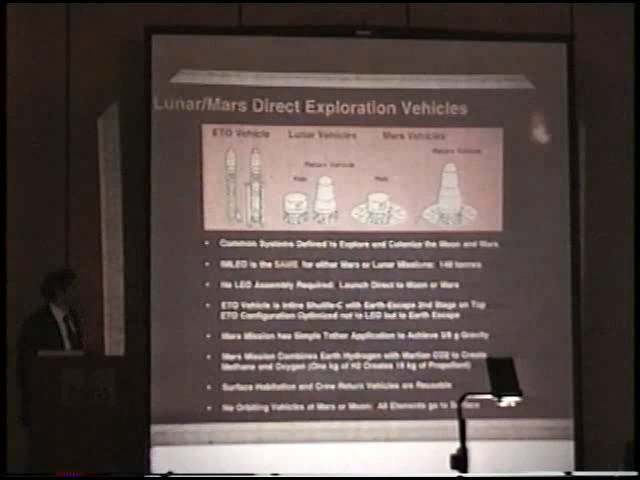 Lunar/Mars Direct Exploration Vehicles
ETO Vehicle Lunar Vehicles Mars Vehicles
Return Vehicle
Return Vehicle
Hab
Hab
• Common Systems Defined to Explore and Colonize the Moon and Mars
• IMLEO is the SAME for either Mars or Lunar Missions: 140 tonnes
• No LEO Assembly Required: Launch Direct to Moon or Mars
• ETO Vehicle is Inline Shuttle-C with Earth-Escape 2nd Stage on Top
ETO Configuration Optimized not to LEO but to Earth Escape
• Mars Mission has Simple Tether Application to Achieve 3/8 g Gravity
• Mars Mission Combines Earth Hydrogen with Martian CO2 to Create
Methane and Oxygen (One kg of H2 Creates 18 kg of Propellant)
• Surface Habitation and Crew Return Vehicles are Reusable
• No Orbiting Vehicles at Mars or Moon: All Elements go to Surface